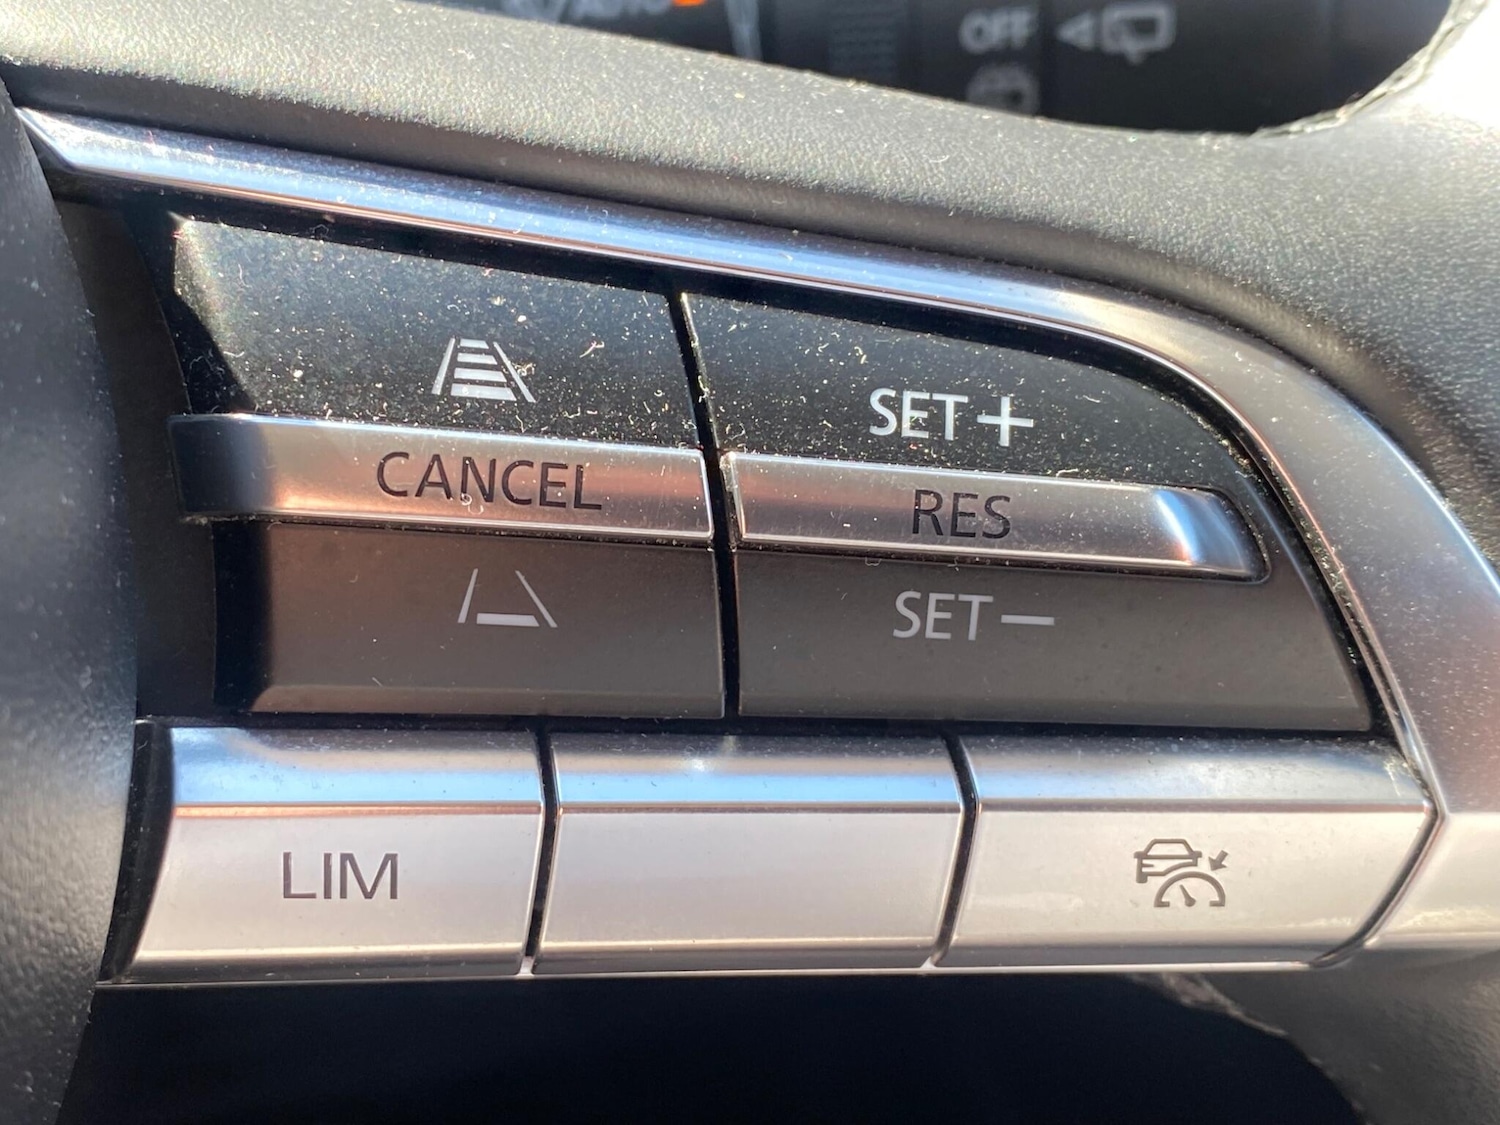 OFF
SET+
CANCEL
RES
SET-
LIM